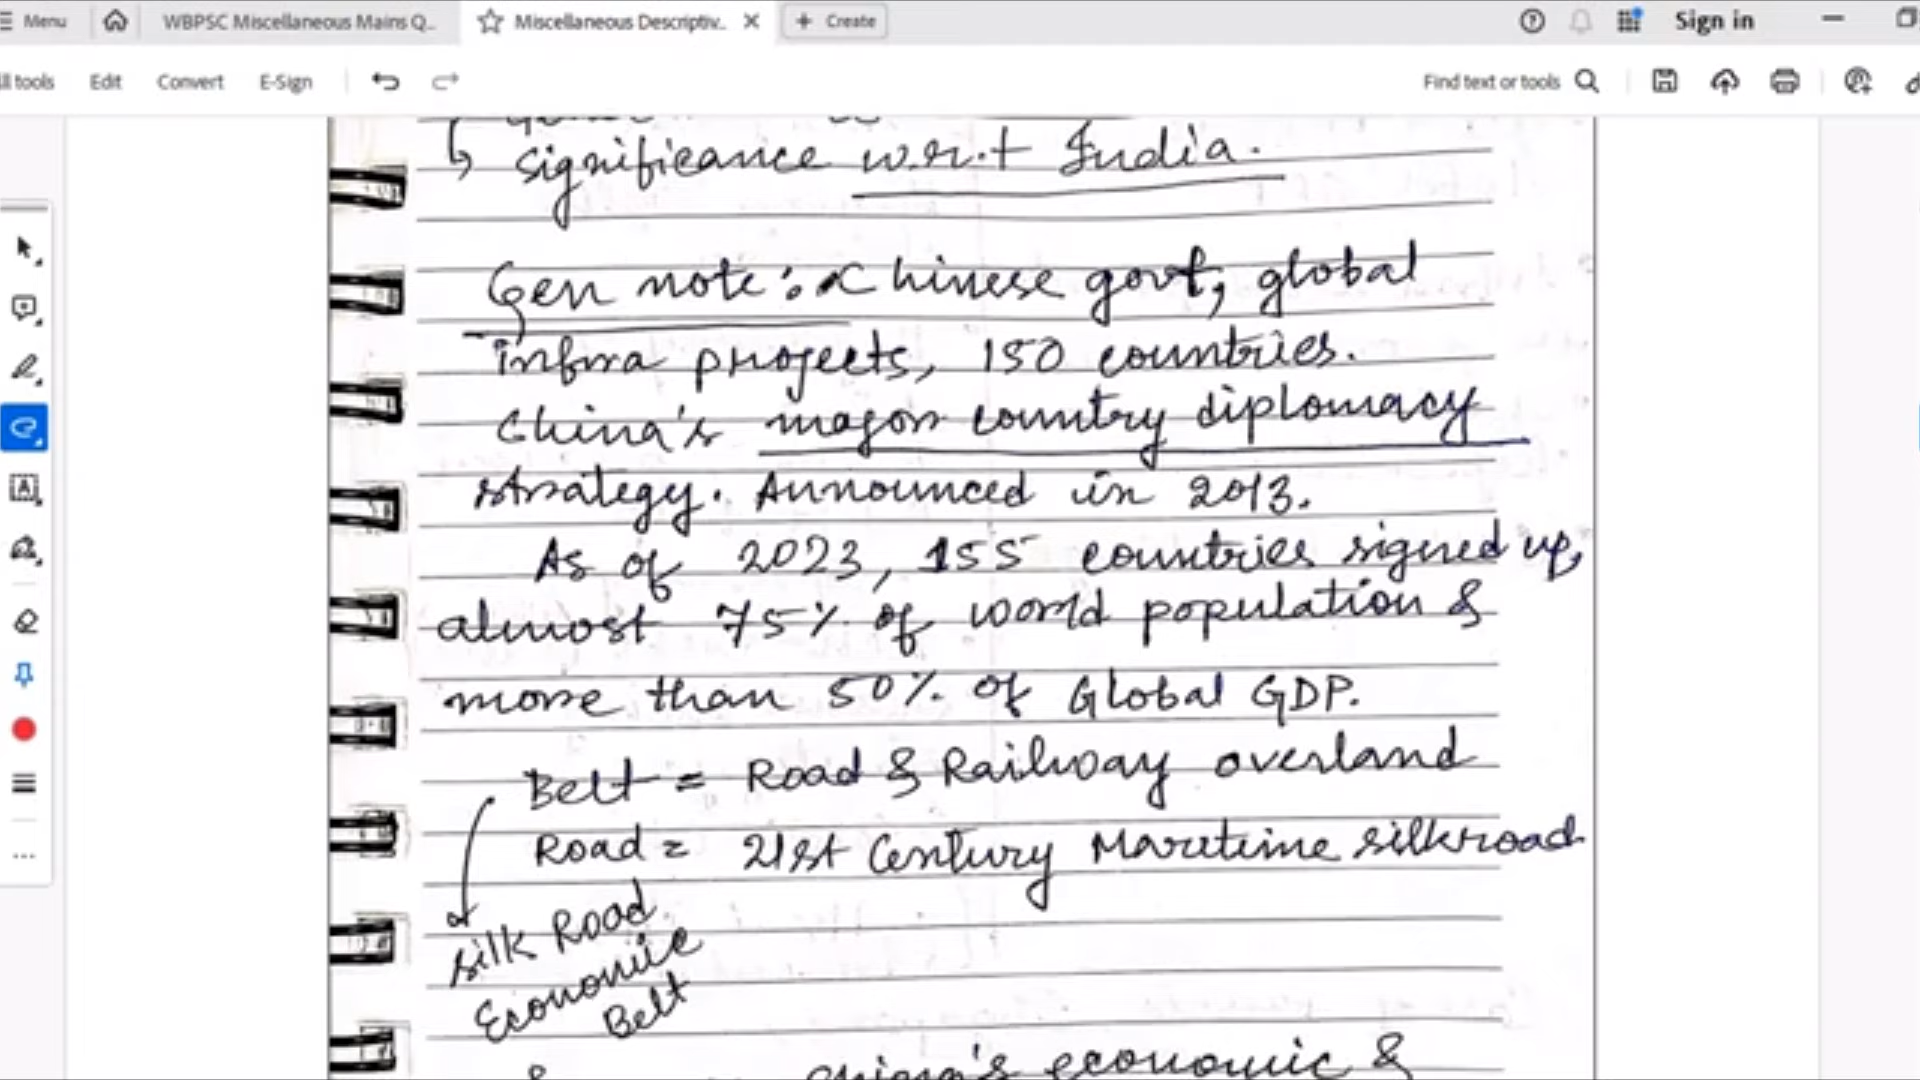 Menu
WBPSC Miscellaneous Mains Q...
Miscellaneous Descriptiv..
Create
Sign in
ll tools
Edit
Convert
E-Sign
Find text or tools
significance w.r.t India.
Gen note: Chinese govt, global
infra projects, 150 countries.
China's major country diplomacy
strategy. Announced in 2013.
As of 2023, 155 countries signed up,
almost 75% of world population &
more than 50% of Global GDP.
Belt = Road & Railway overland
Road = 21st Century Maretime silkroad
Silk Road
Economic
Belt
China's economic &